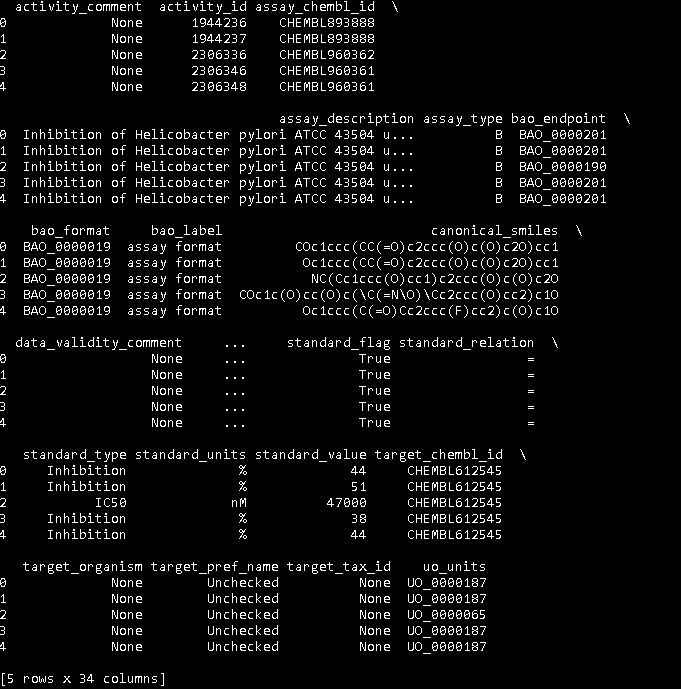 activity_comment  activity_id assay_chembl_id  \
0             None      1944236    CHEMBL893888
1             None      1944237    CHEMBL893888
2             None      2306336    CHEMBL960362
3             None      2306346    CHEMBL960361
4             None      2306348    CHEMBL960361
                                   assay_description assay_type bao_endpoint  \
0  Inhibition of Helicobacter pylori ATCC 43504 u...          B  BAO_0000201
1  Inhibition of Helicobacter pylori ATCC 43504 u...          B  BAO_0000201
2  Inhibition of Helicobacter pylori ATCC 43504 u...          B  BAO_0000190
3  Inhibition of Helicobacter pylori ATCC 43504 u...          B  BAO_0000201
4  Inhibition of Helicobacter pylori ATCC 43504 u...          B  BAO_0000201
    bao_format     bao_label                           canonical_smiles  \
0  BAO_0000019  assay format         COc1ccc(CC(=O)c2ccc(O)c(O)c2O)cc1
1  BAO_0000019  assay format          Oc1ccc(CC(=O)c2ccc(O)c(O)c2O)cc1
2  BAO_0000019  assay format            NC(Cc1ccc(O)cc1)c2ccc(O)c(O)c2O
3  BAO_0000019  assay format  COc1c(O)cc(O)c(\C(=N\O)\Cc2ccc(O)cc2)c1O
4  BAO_0000019  assay format          Oc1ccc(C(=O)Cc2ccc(F)cc2)c(O)c1O
  data_validity_comment     ...     standard_flag standard_relation  \
0                  None     ...              True                 =
1                  None     ...              True                 =
2                  None     ...              True                 =
3                  None     ...              True                 =
4                  None     ...              True                 =
   standard_type standard_units standard_value target_chembl_id  \
0     Inhibition              %             44     CHEMBL612545
1     Inhibition              %             51     CHEMBL612545
2           IC50             nM          47000     CHEMBL612545
3     Inhibition              %             38     CHEMBL612545
4     Inhibition              %             44     CHEMBL612545
   target_organism target_pref_name target_tax_id    uo_units
0             None        Unchecked          None  UO_0000187
1             None        Unchecked          None  UO_0000187
2             None        Unchecked          None  UO_0000065
3             None        Unchecked          None  UO_0000187
4             None        Unchecked          None  UO_0000187
[5 rows x 34 columns]